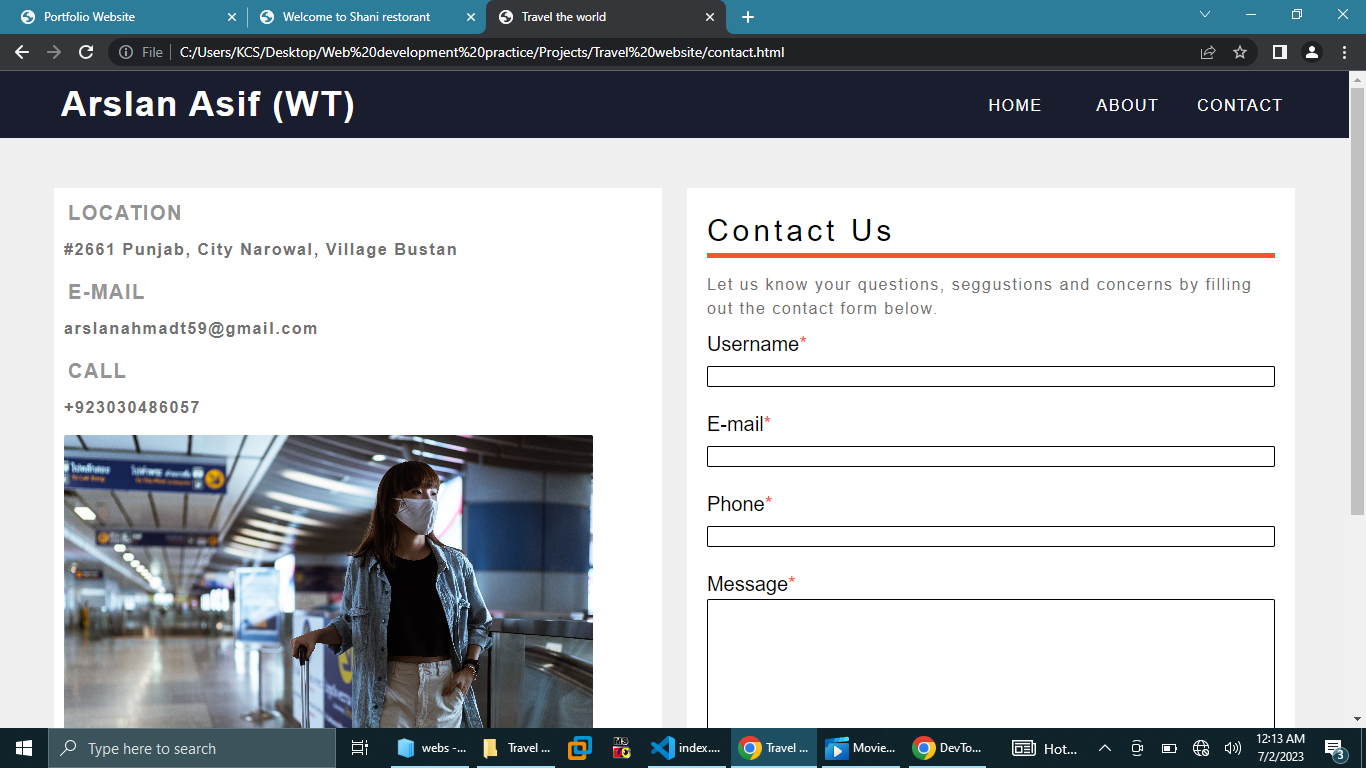 Portfolio Website
Welcome to Shani restorant
Travel the world
File
C:/Users/KCS/Desktop/Web%20development%20practice/Projects/Travel%20website/contact.html
Arslan Asif (WT)
HOME ABOUT CONTACT
LOCATION
#2661 Punjab, City Narowal, Village Bustan
E-MAIL
arslanahmadt59@gmail.com
CALL
+923030486057
Contact Us
Let us know your questions, seggustions and concerns by filling
out the contact form below.
Username*
E-mail*
Phone*
Message*
Type here to search
webs -...
Travel ...
index....
Travel ...
Movie...
DevTo...
Hot...
12:13 AM
7/2/2023
3